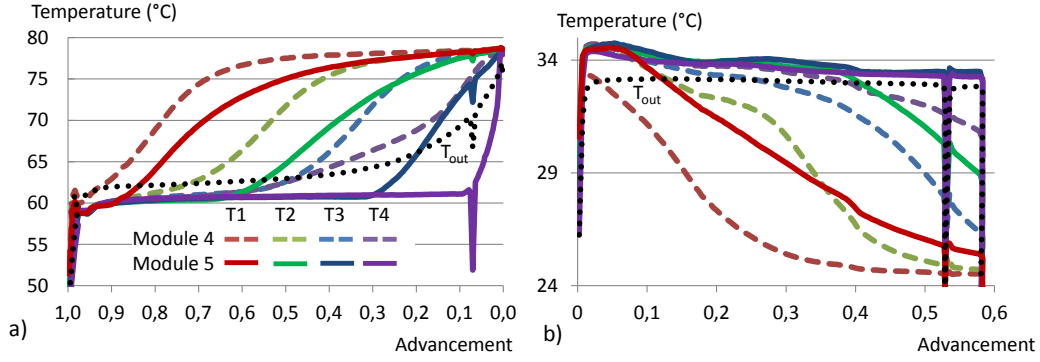 Temperature (°C)
80
75
70
65
60
55
50
T_out
T1 T2 T3 T4
Module 4
Module 5
1,0 0,9 0,8 0,7 0,6 0,5 0,4 0,3 0,2 0,1 0,0
a)
Advancement
Temperature (°C)
34
29
24
T_out
0 0,1 0,2 0,3 0,4 0,5 0,6
b)
Advancement